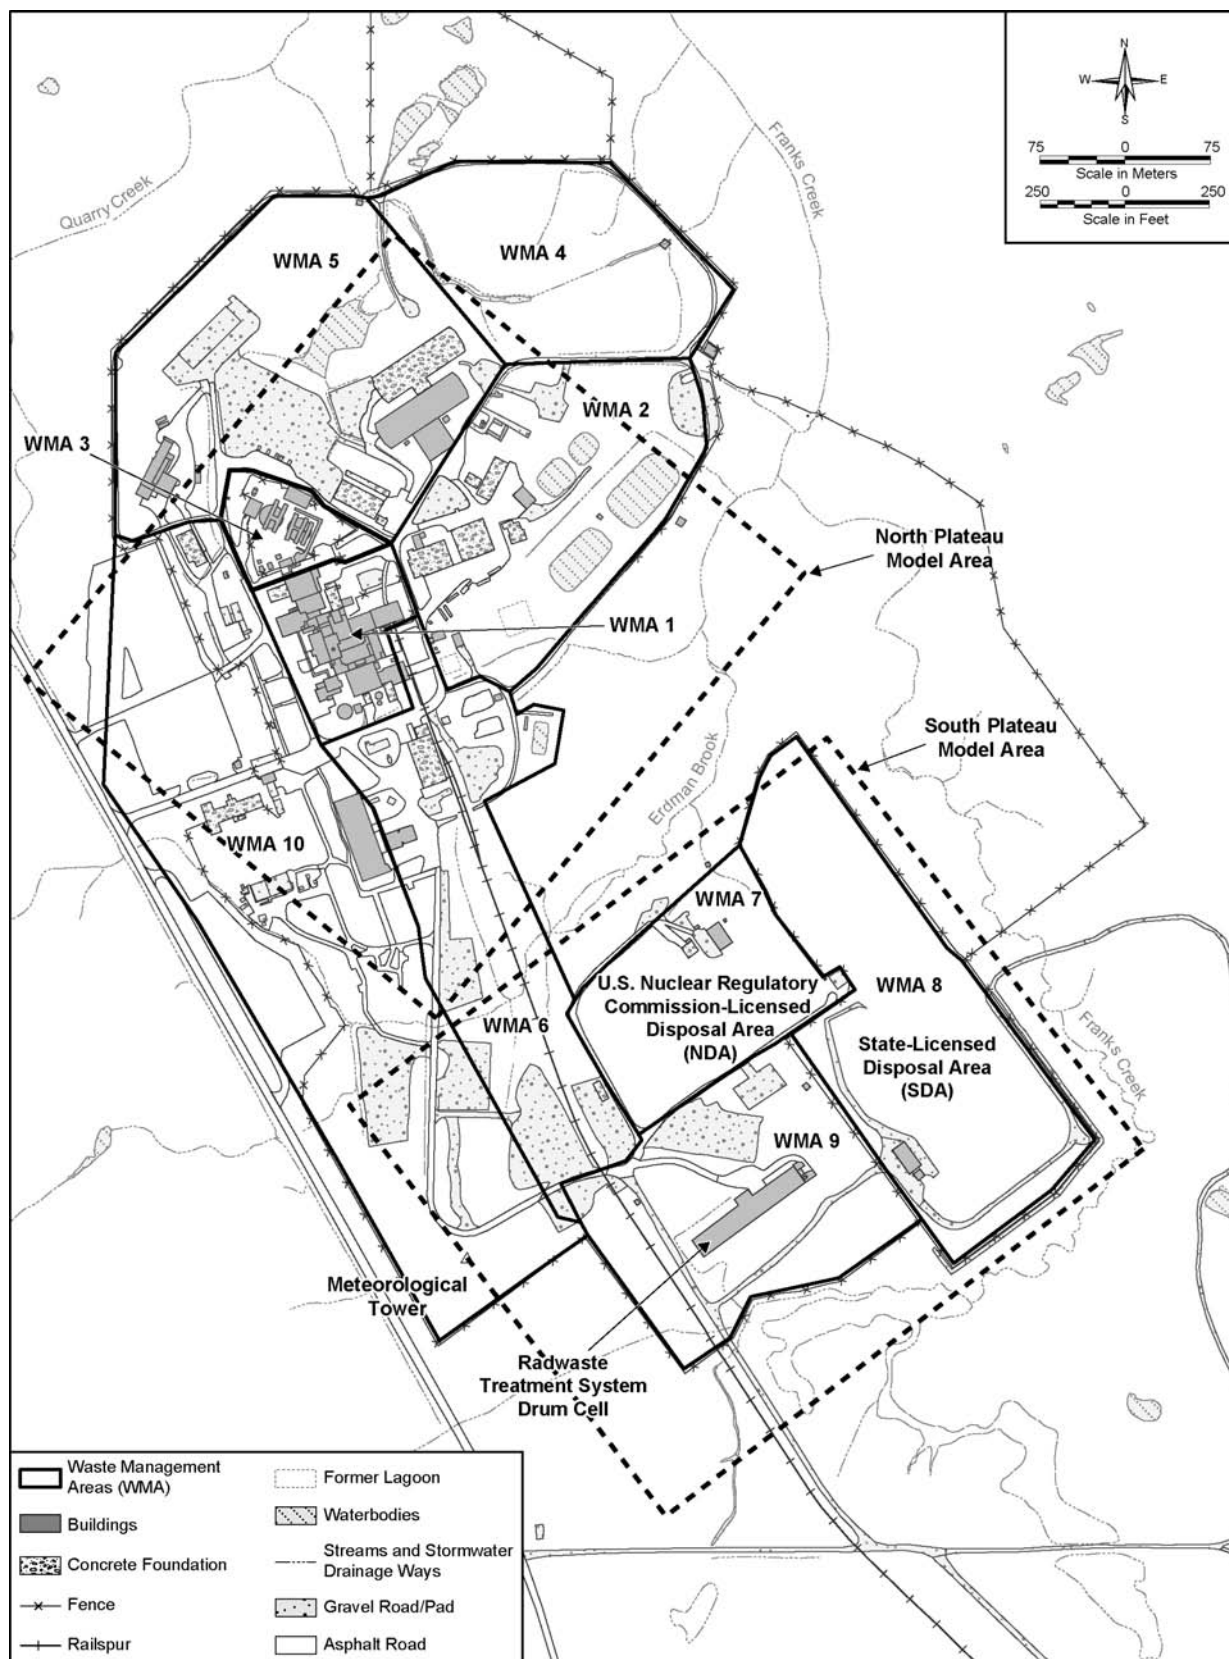 N
W
E
S
75
0
75
Scale in Meters
250
0
250
Scale in Feet
Quarry Creek
Franks Creek
WMA 5
WMA 4
WMA 2
WMA 3
North Plateau
Model Area
WMA 1
South Plateau
Model Area
Erdman Brook
WMA 10
WMA 7
U.S. Nuclear Regulatory
Commission-Licensed
Disposal Area
(NDA)
WMA 8
WMA 6
State-Licensed
Disposal Area
(SDA)
Franks Creek
WMA 9
Meteorological
Tower
Radwaste
Treatment System
Drum Cell
Waste Management
Areas (WMA)
Buildings
Concrete Foundation
Fence
Railspur
Former Lagoon
Waterbodies
Streams and Stormwater
Drainage Ways
Gravel Road/Pad
Asphalt Road